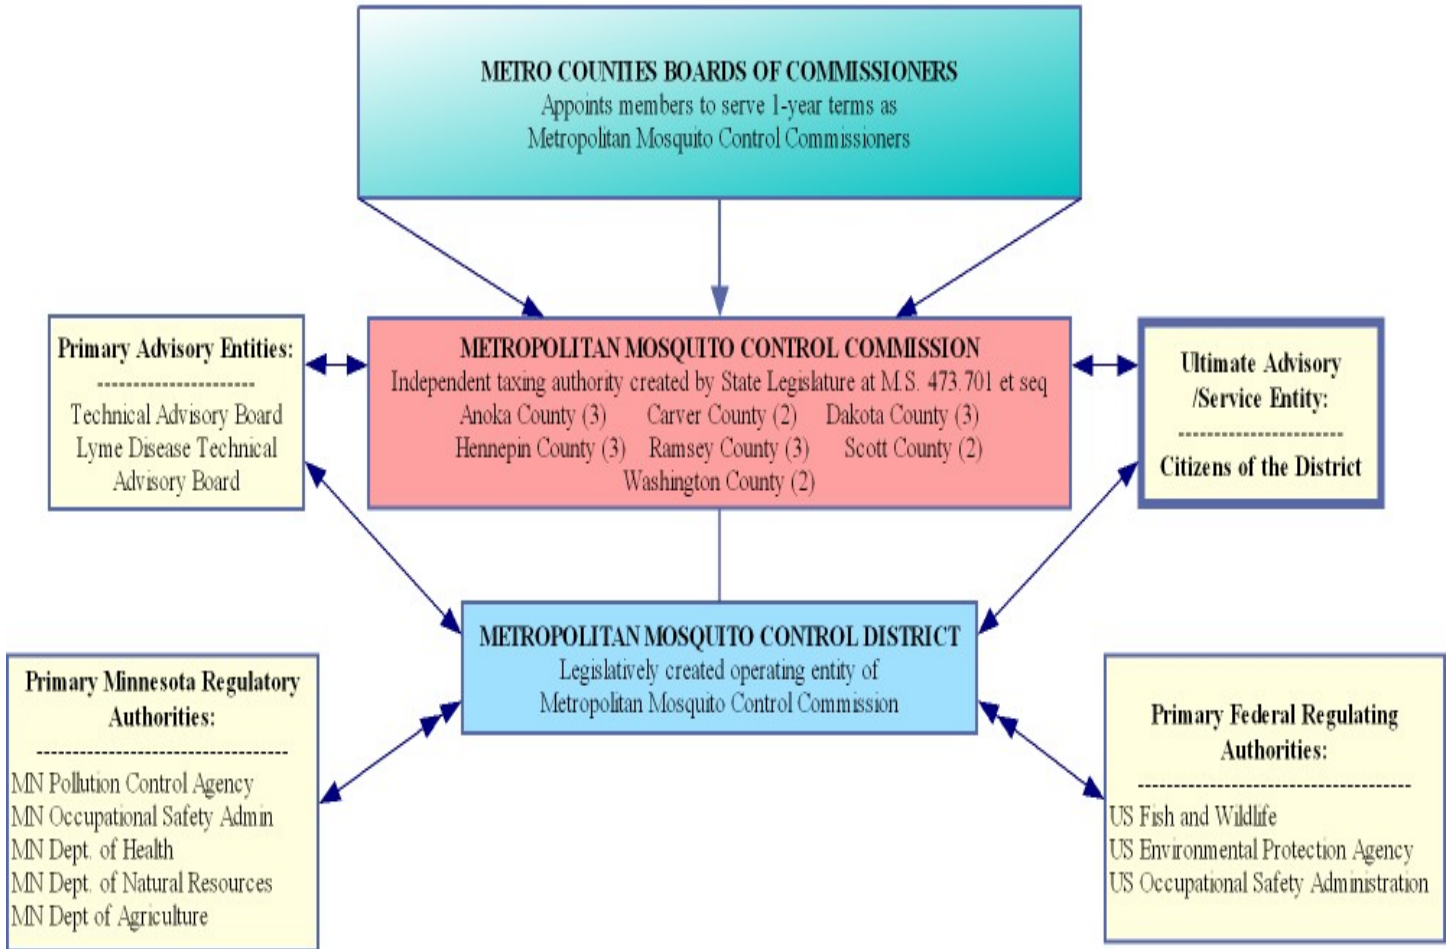 METRO COUNTIES BOARDS OF COMMISSIONERS
Appoints members to serve 1-year terms as
Metropolitan Mosquito Control Commissioners
Primary Advisory Entities:
----------------------
Technical Advisory Board
Lyme Disease Technical
Advisory Board
METROPOLITAN MOSQUITO CONTROL COMMISSION
Independent taxing authority created by State Legislature at M.S. 473.701 et seq
Anoka County (3) Carver County (2) Dakota County (3)
Hennepin County (3) Ramsey County (3) Scott County (2)
Washington County (2)
Ultimate Advisory
/Service Entity:
-----------------------
Citizens of the District
METROPOLITAN MOSQUITO CONTROL DISTRICT
Legislatively created operating entity of
Metropolitan Mosquito Control Commission
Primary Minnesota Regulatory
Authorities:
-----------------------------------
MN Pollution Control Agency
MN Occupational Safety Admin
MN Dept. of Health
MN Dept. of Natural Resources
MN Dept of Agriculture
Primary Federal Regulating
Authorities:
--------------------------------------
US Fish and Wildlife
US Environmental Protection Agency
US Occupational Safety Administration